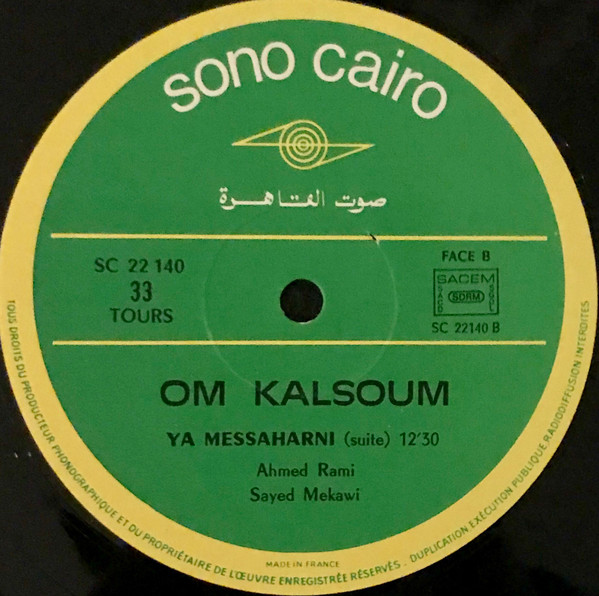 sono cairo
صوت القاهرة
SC 22 140
33
TOURS
FACE B
SACEM
SACD
SDRM
SGDL
SC 22140 B
OM KALSOUM
YA MESSAHARNI (suite) 12'30
Ahmed Rami
Sayed Mekawi
MADE IN FRANCE
TOUS DROITS DU PRODUCTEUR PHONOGRAPHIQUE ET DU PROPRIÉTAIRE DE L'ŒUVRE ENREGISTRÉE RÉSERVÉS. DUPLICATION EXÉCUTION PUBLIQUE RADIODIFFUSION INTERDITES